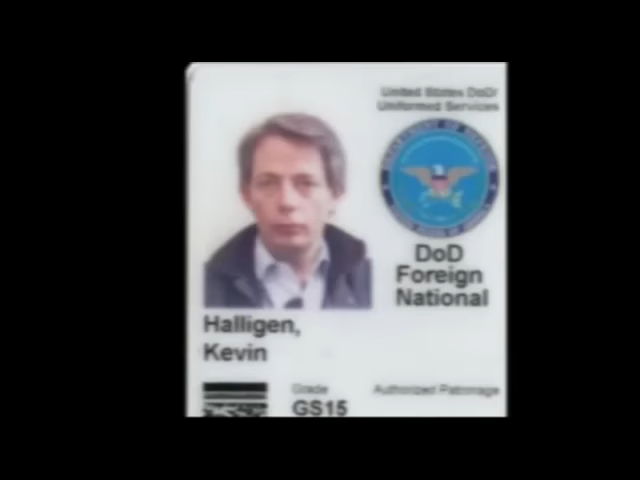 United States DoD/
Uniformed Services
DoD
Foreign
National
Halligen,
Kevin
Grade
Authorized Patronage
GS15